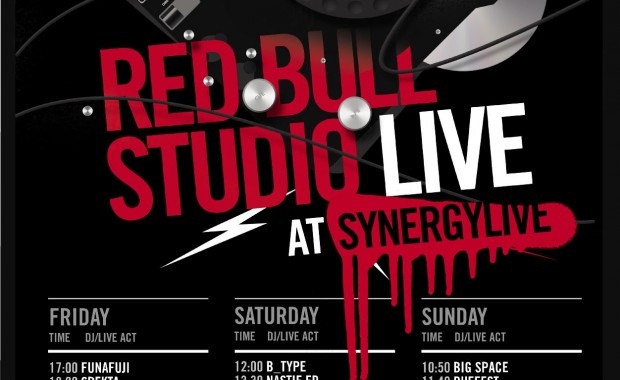 RED BULL
STUDIO LIVE
AT SYNERGYLIVE
FRIDAY
TIME DJ/LIVE ACT
17:00 FUNAFUJI
SATURDAY
TIME DJ/LIVE ACT
12:00 B_TYPE
SUNDAY
TIME DJ/LIVE ACT
10:50 BIG SPACE